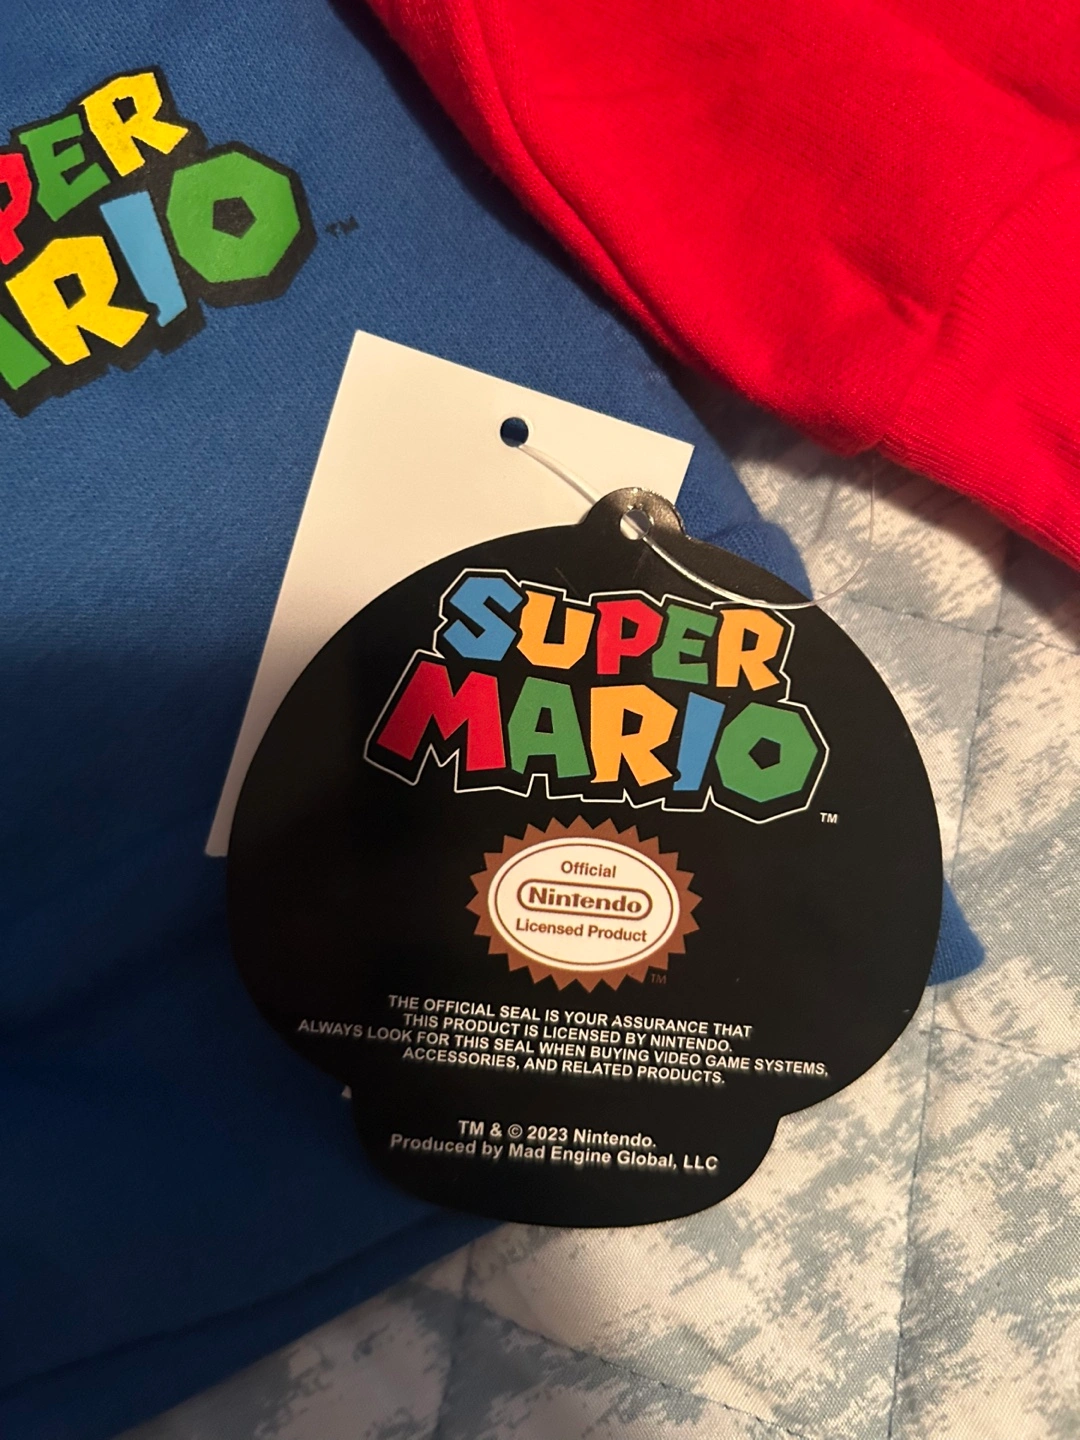 PER
ARIO
TM
SUPER
MARIO
TM
Official
Nintendo
Licensed Product
TM
THE OFFICIAL SEAL IS YOUR ASSURANCE THAT
THIS PRODUCT IS LICENSED BY NINTENDO.
ALWAYS LOOK FOR THIS SEAL WHEN BUYING VIDEO GAME SYSTEMS,
ACCESSORIES, AND RELATED PRODUCTS.
TM & © 2023 Nintendo.
Produced by Mad Engine Global, LLC